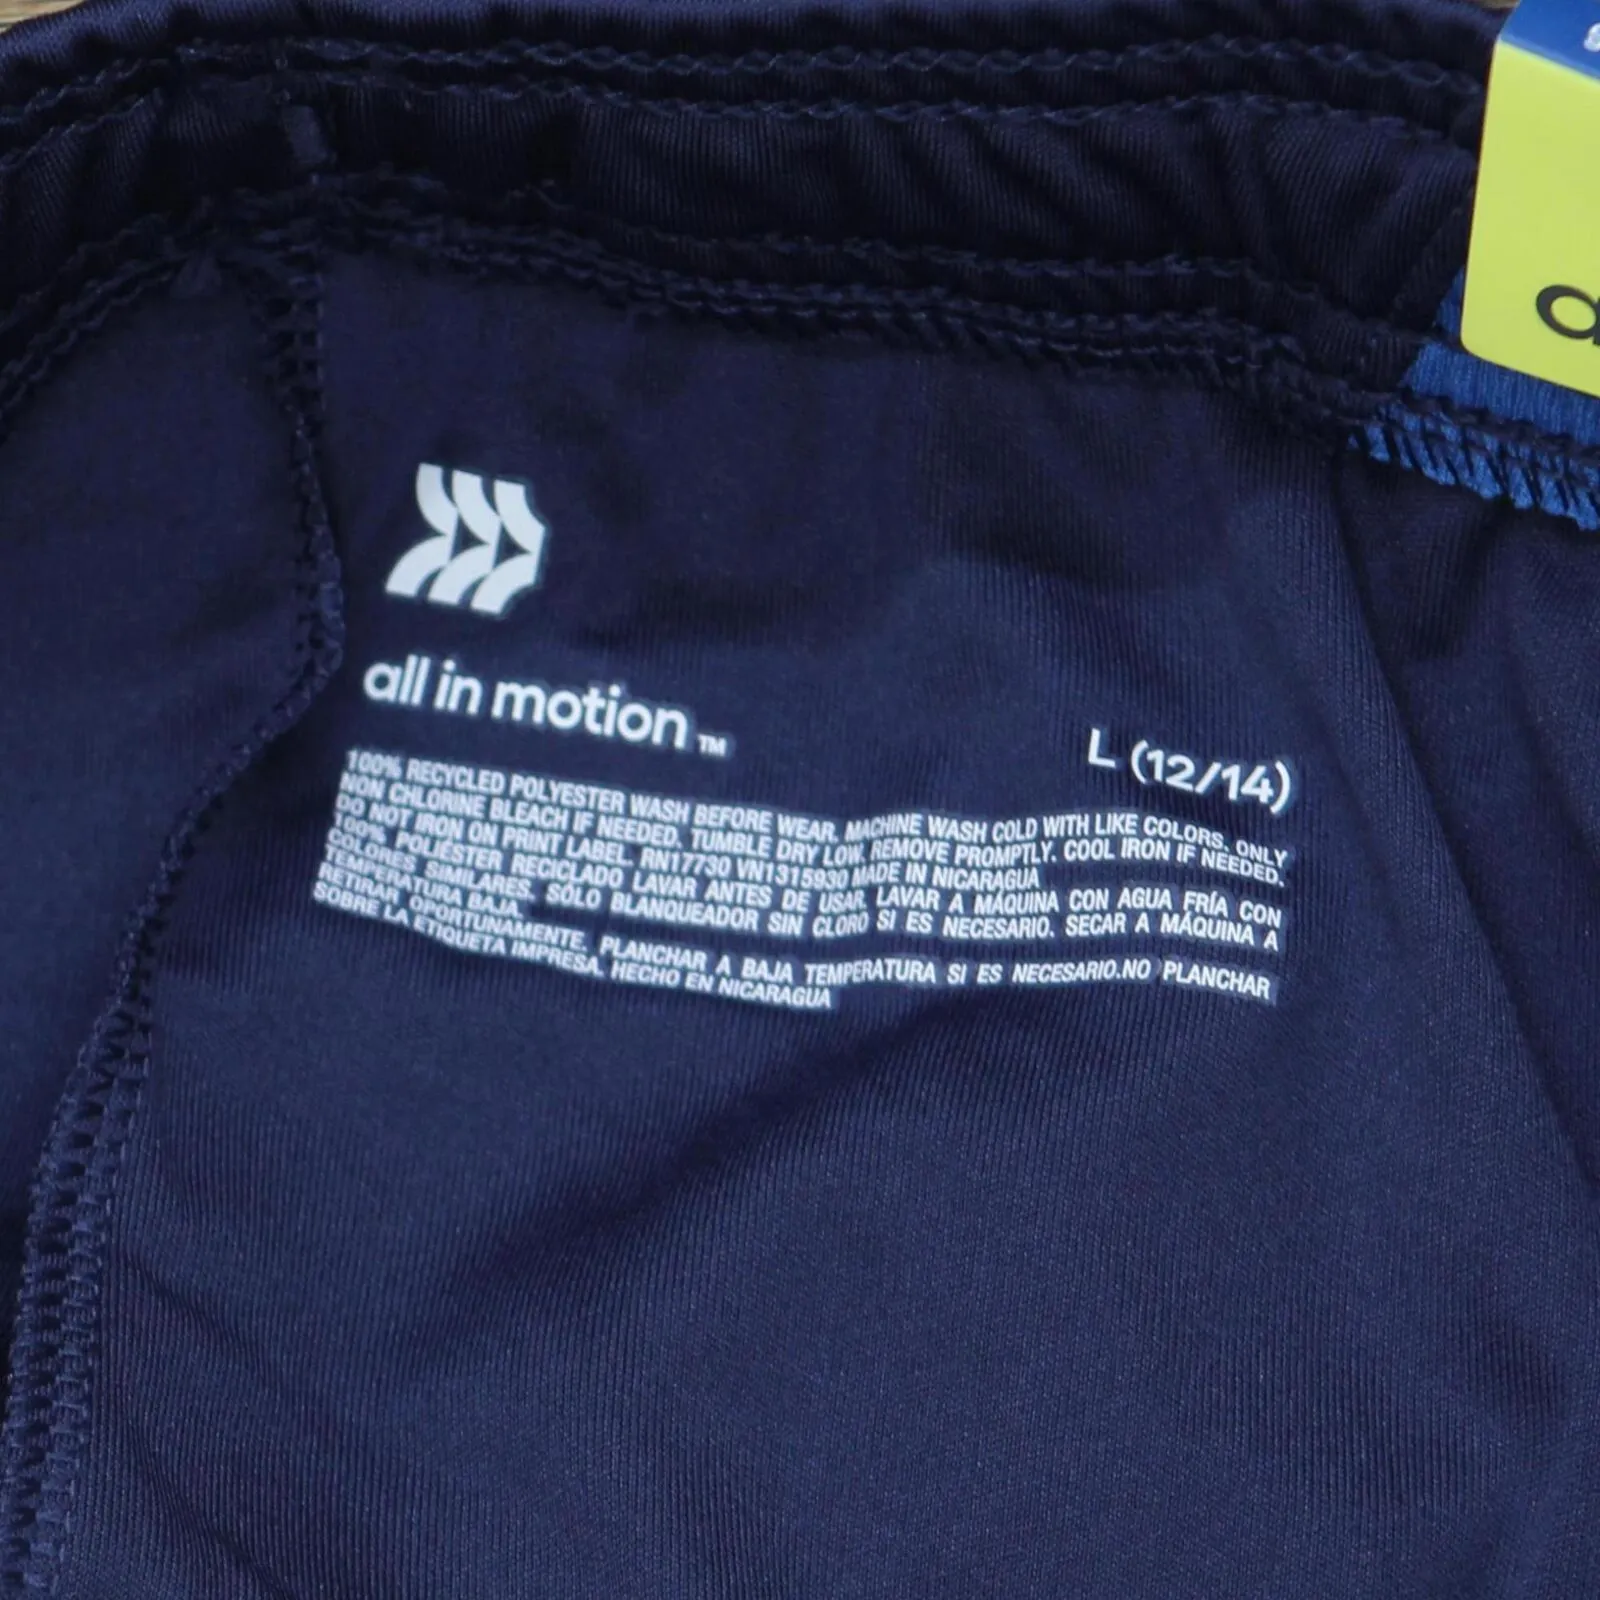 all in motion™
L (12/14)
100% RECYCLED POLYESTER WASH BEFORE WEAR. MACHINE WASH COLD WITH LIKE COLORS. ONLY
NON CHLORINE BLEACH IF NEEDED. TUMBLE DRY LOW. REMOVE PROMPTLY. COOL IRON IF NEEDED.
DO NOT IRON ON PRINT LABEL. RN17730 VN1315930 MADE IN NICARAGUA
100% POLIÉSTER RECICLADO LAVAR ANTES DE USAR. LAVAR A MÁQUINA CON AGUA FRÍA CON
COLORES SIMILARES. SÓLO BLANQUEADOR SIN CLORO SI ES NECESARIO. SECAR A MÁQUINA A
TEMPERATURA BAJA.
RETIRAR OPORTUNAMENTE. PLANCHAR A BAJA TEMPERATURA SI ES NECESARIO.NO PLANCHAR
SOBRE LA ETIQUETA IMPRESA. HECHO EN NICARAGUA